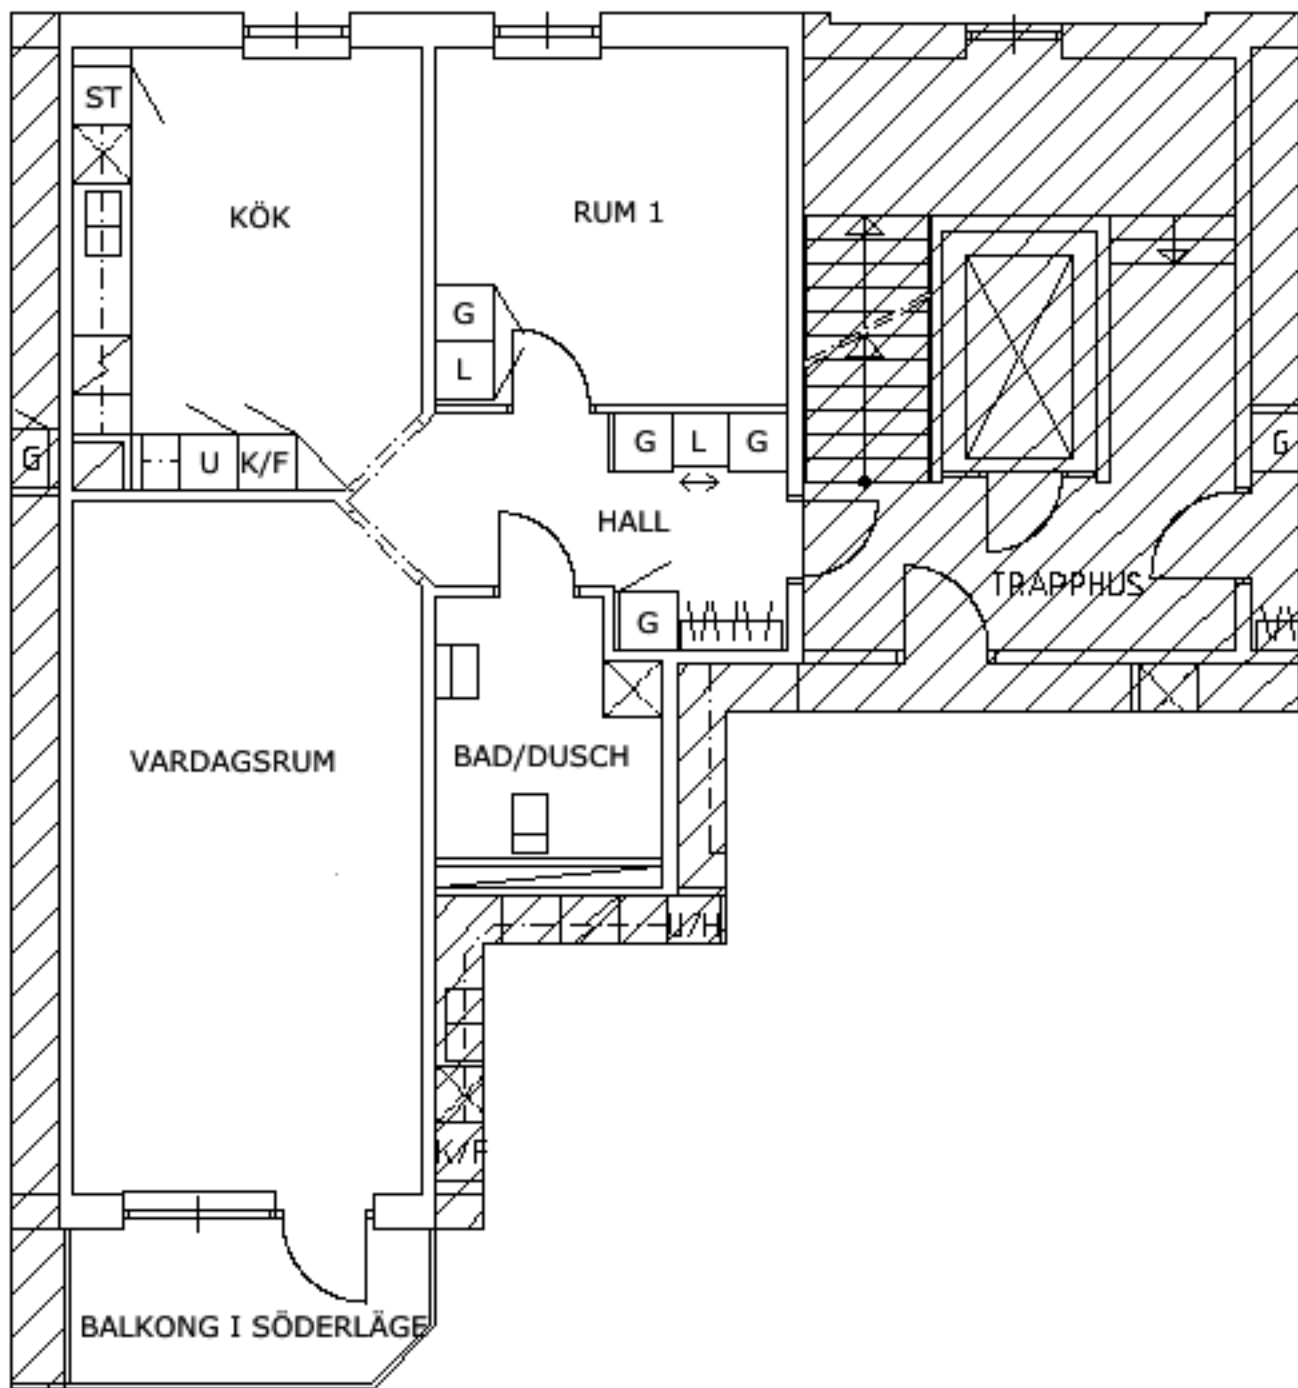 ST
KÖK
RUM 1
G
L
G
U
K/F
G
L
G
G
HALL
TRAPPHUS
G
VARDAGSRUM
BAD/DUSCH
U/H
K/F
BALKONG I SÖDERLÄGE